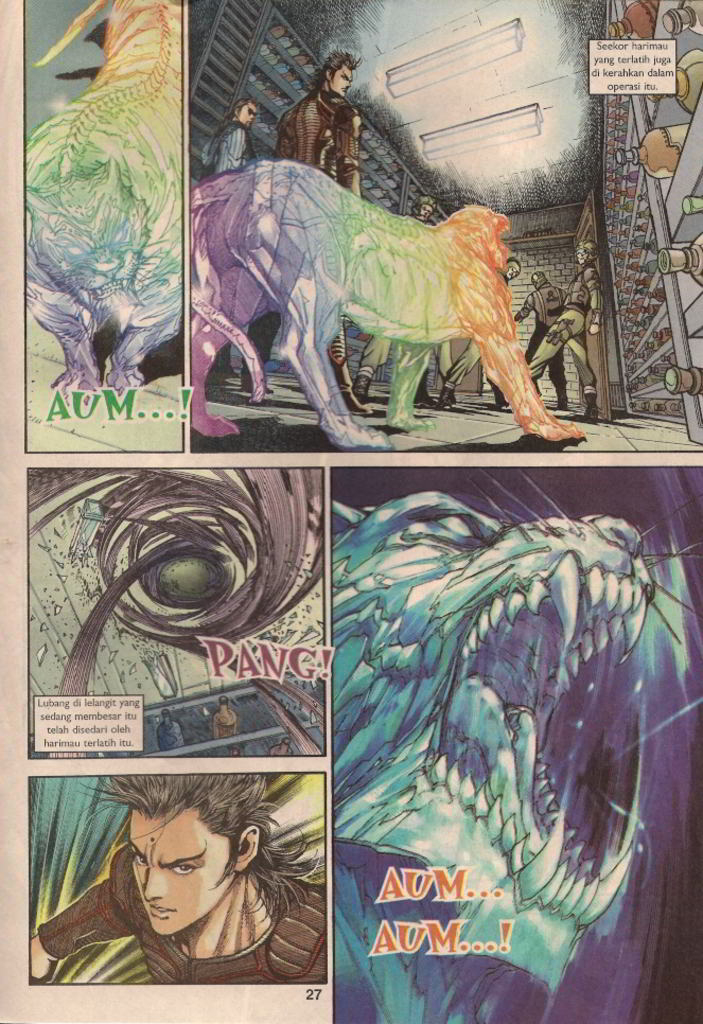 AUM...!
Seekor harimau
yang terlatih juga
di kerahkan dalam
operasi itu.
PANG!
Lubang di lelangit yang
sedang membesar itu
telah disedari oleh
harimau terlatih itu.
AUM...
AUM...!
27